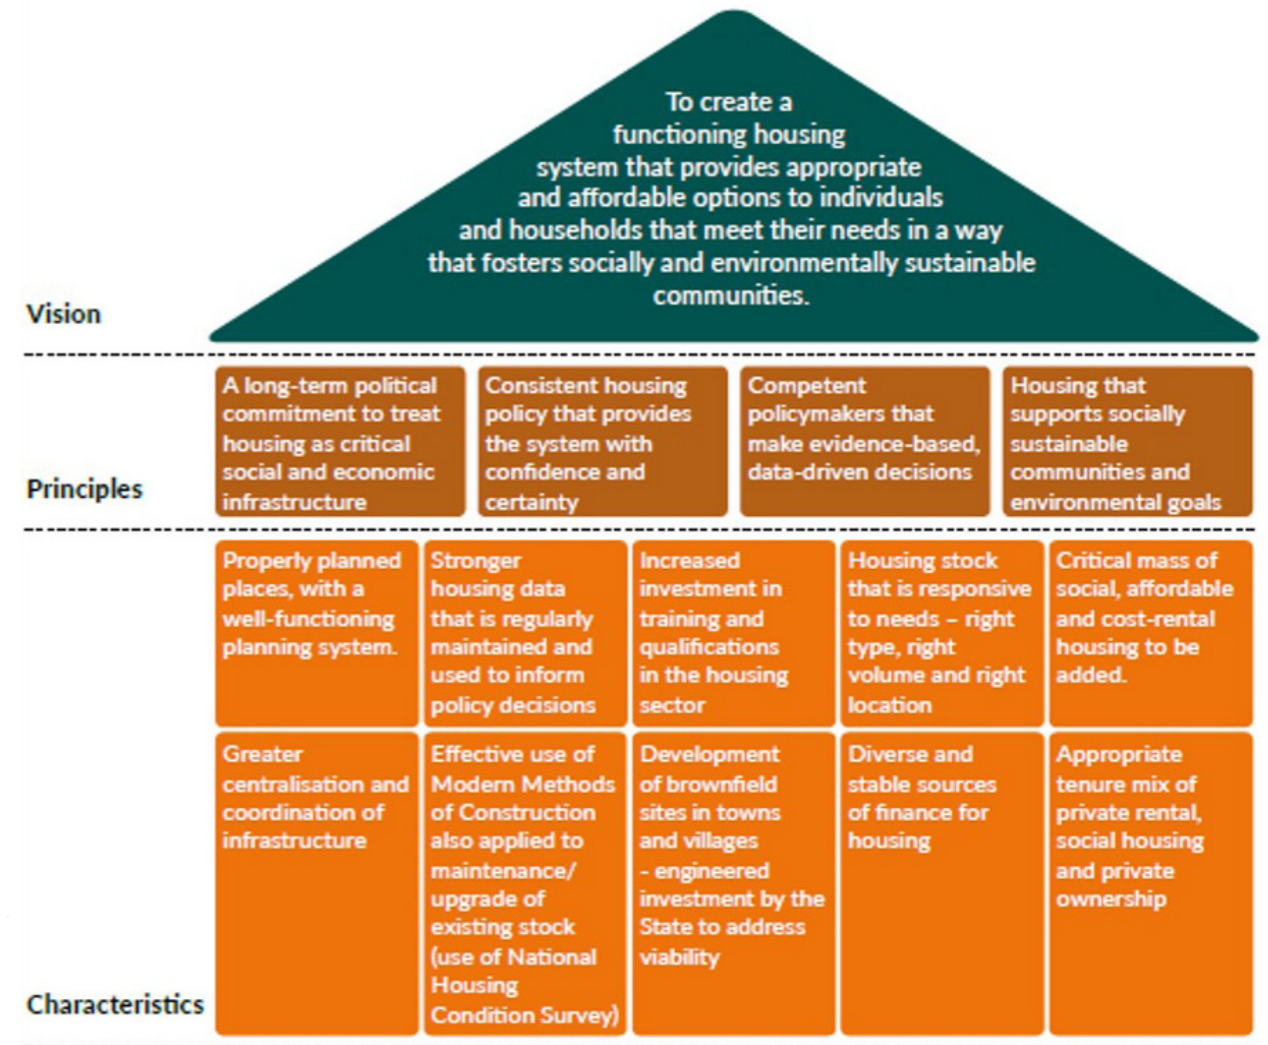 To create a
functioning housing
system that provides appropriate
and affordable options to individuals
and households that meet their needs in a way
that fosters socially and environmentally sustainable
communities.
Vision
A long-term political
commitment to treat
housing as critical
social and economic
infrastructure
Consistent housing
policy that provides
the system with
confidence and
certainty
Competent
policymakers that
make evidence-based,
data-driven decisions
Housing that
supports socially
sustainable
communities and
environmental goals
Principles
Properly planned
places, with a
well-functioning
planning system.
Stronger
housing data
that is regularly
maintained and
used to inform
policy decisions
Increased
investment in
training and
qualifications
in the housing
sector
Housing stock
that is responsive
to needs – right
type, right
volume and right
location
Critical mass of
social, affordable
and cost-rental
housing to be
added.
Greater
centralisation and
coordination of
infrastructure
Effective use of
Modern Methods
of Construction
also applied to
maintenance/
upgrade of
existing stock
(use of National
Housing
Condition Survey)
Development
of brownfield
sites in towns
and villages
- engineered
investment by the
State to address
viability
Diverse and
stable sources
of finance for
housing
Appropriate
tenure mix of
private rental,
social housing
and private
ownership
Characteristics